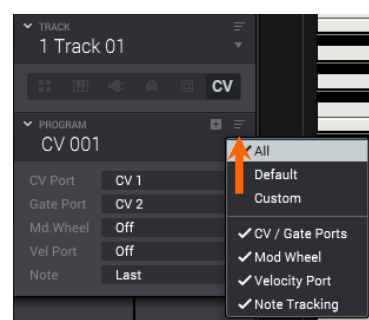 TRACK
1 Track 01
CV
PROGRAM
CV 001
CV Port CV 1
Gate Port CV 2
Md.Wheel Off
Vel Port Off
Note Last
✓ All
Default
Custom
✓ CV / Gate Ports
✓ Mod Wheel
✓ Velocity Port
✓ Note Tracking